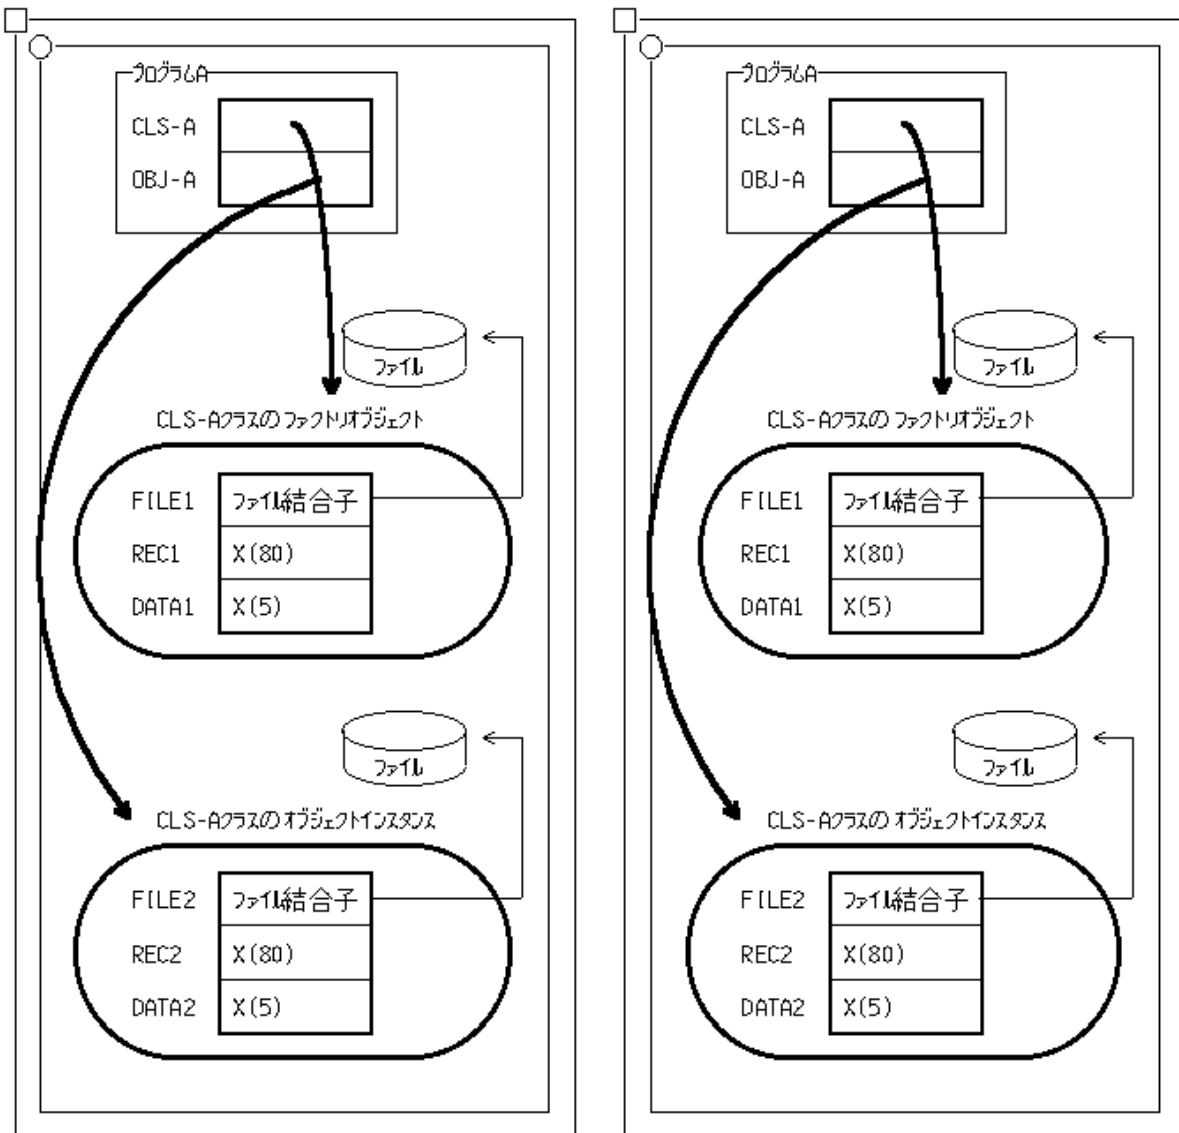 プログラムA
CLS-A
OBJ-A
ファイル
CLS-Aクラスのファクトリオブジェクト
FILE1 ファイル結合子
REC1 X(80)
DATA1 X(5)
ファイル
CLS-Aクラスのオブジェクトインスタンス
FILE2 ファイル結合子
REC2 X(80)
DATA2 X(5)
プログラムA
CLS-A
OBJ-A
ファイル
CLS-Aクラスのファクトリオブジェクト
FILE1 ファイル結合子
REC1 X(80)
DATA1 X(5)
ファイル
CLS-Aクラスのオブジェクトインスタンス
FILE2 ファイル結合子
REC2 X(80)
DATA2 X(5)